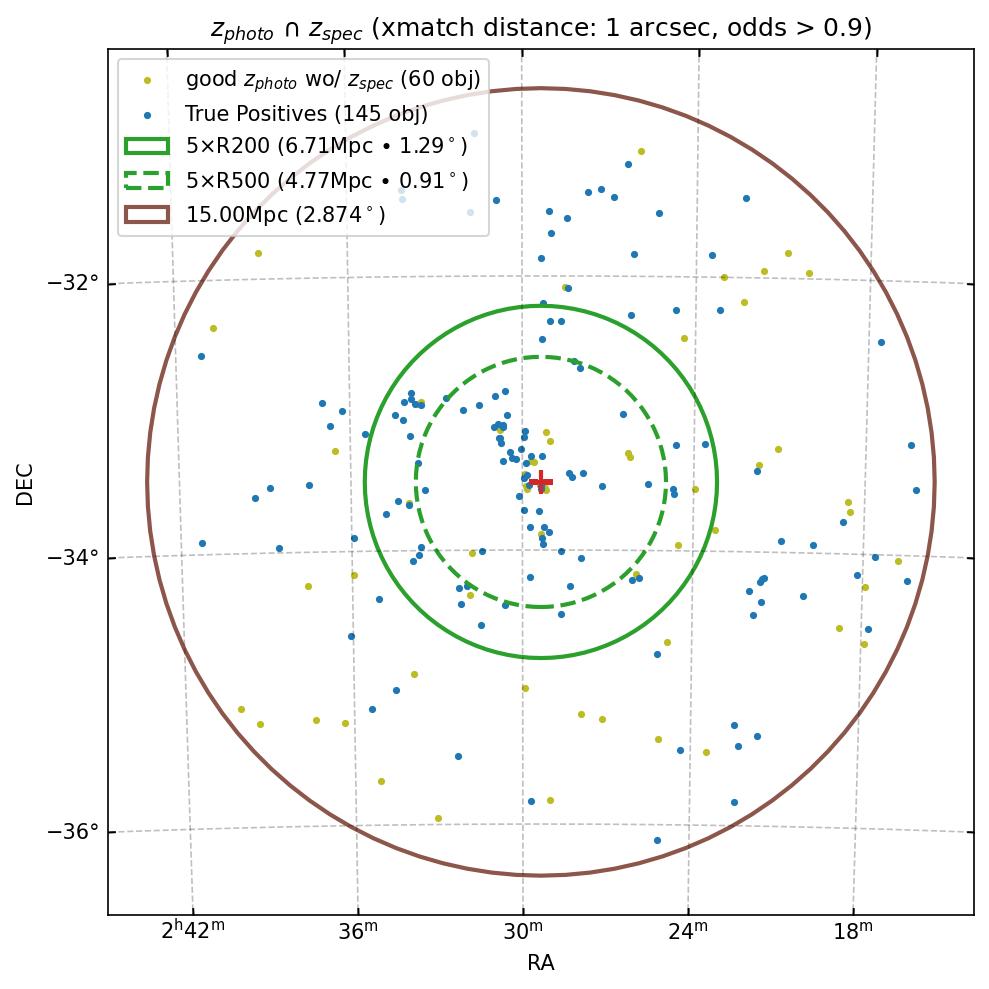 z_photo ∩ z_spec (xmatch distance: 1 arcsec, odds > 0.9)
good z_photo wo/ z_spec (60 obj)
True Positives (145 obj)
5×R200 (6.71Mpc • 1.29°)
5×R500 (4.77Mpc • 0.91°)
15.00Mpc (2.874°)
−32°
−34°
−36°
DEC
2h42m 36m 30m 24m 18m
RA